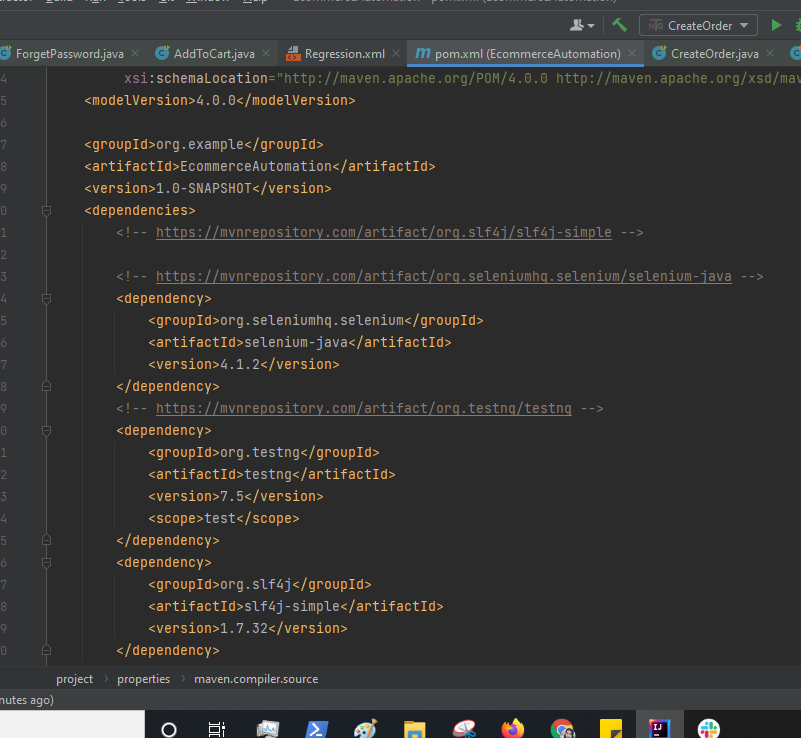 CreateOrder
ForgetPassword.java AddToCart.java Regression.xml pom.xml (EcommerceAutomation) CreateOrder.java
4 xsi:schemaLocation="http://maven.apache.org/POM/4.0.0 http://maven.apache.org/xsd/mav
5 <modelVersion>4.0.0</modelVersion>
6
7 <groupId>org.example</groupId>
8 <artifactId>EcommerceAutomation</artifactId>
9 <version>1.0-SNAPSHOT</version>
0 <dependencies>
1 <!-- https://mvnrepository.com/artifact/org.slf4j/slf4j-simple -->
2
3 <!-- https://mvnrepository.com/artifact/org.seleniumhq.selenium/selenium-java -->
4 <dependency>
5 <groupId>org.seleniumhq.selenium</groupId>
6 <artifactId>selenium-java</artifactId>
7 <version>4.1.2</version>
8 </dependency>
9 <!-- https://mvnrepository.com/artifact/org.testng/testng -->
0 <dependency>
1 <groupId>org.testng</groupId>
2 <artifactId>testng</artifactId>
3 <version>7.5</version>
4 <scope>test</scope>
5 </dependency>
6 <dependency>
7 <groupId>org.slf4j</groupId>
8 <artifactId>slf4j-simple</artifactId>
9 <version>1.7.32</version>
0 </dependency>
project properties maven.compiler.source
nutes ago)